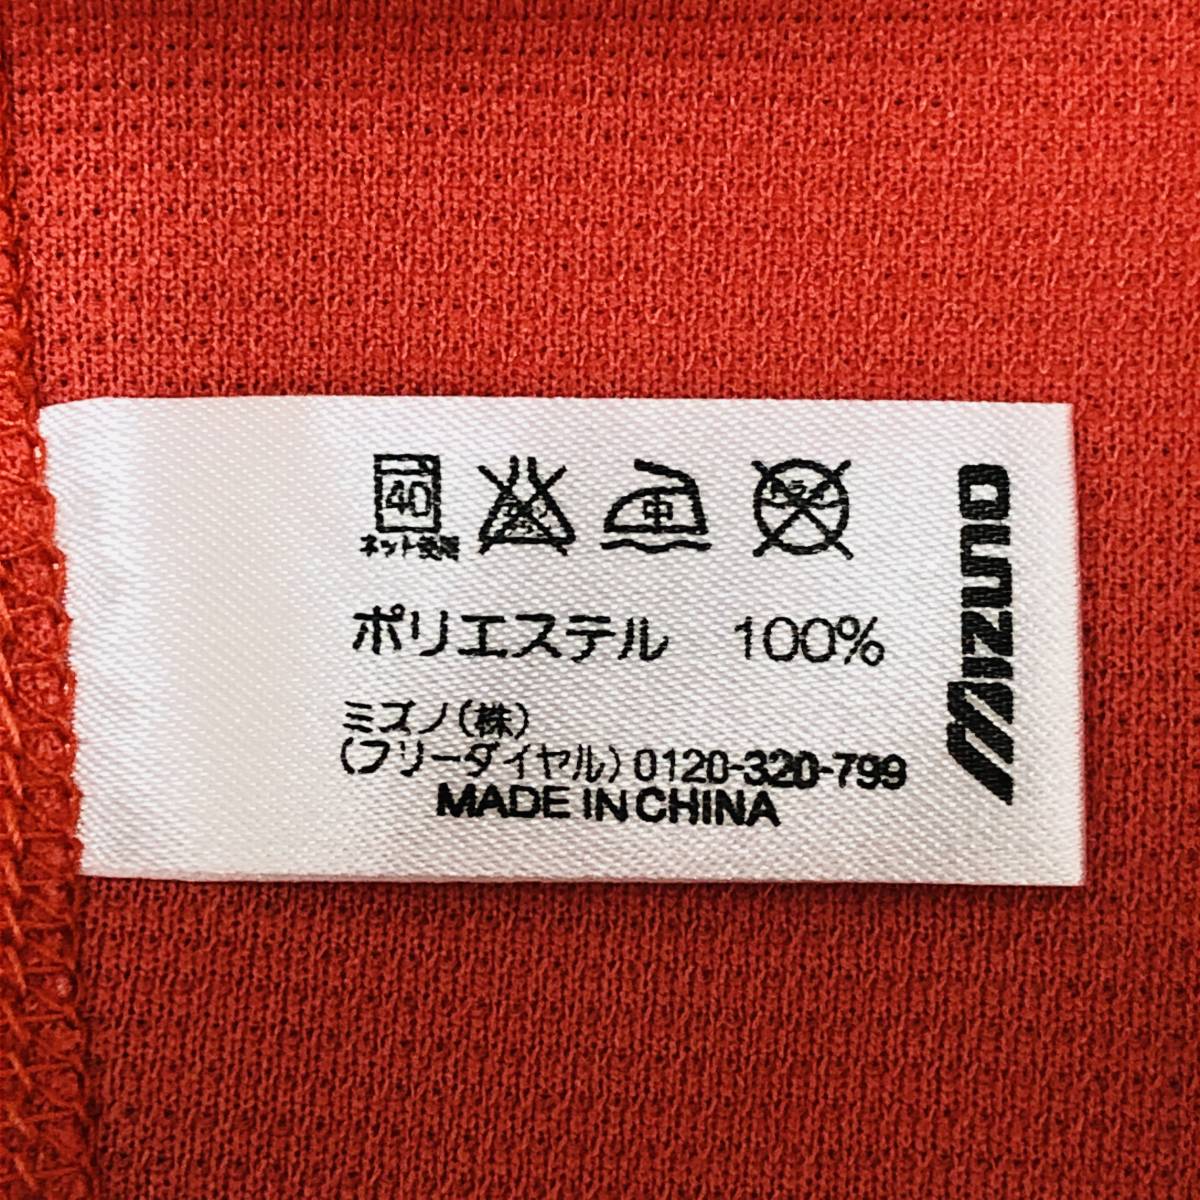 40 中
ネット使用
ポリエステル 100%
ミズノ(株)
(フリーダイヤル) 0120-320-799
MADE IN CHINA
Mizuno